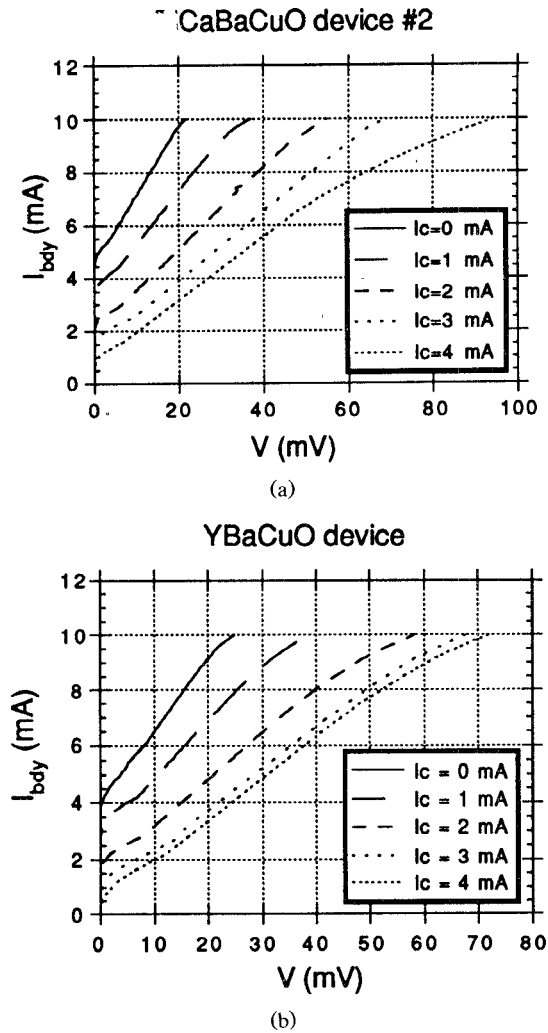 CaBaCuO device #2
12
10
8
6
4
2
0
I_bdy (mA)
Ic=0 mA
Ic=1 mA
Ic=2 mA
Ic=3 mA
Ic=4 mA
0 20 40 60 80 100
V (mV)
(a)
YBaCuO device
12
10
8
6
4
2
0
I_bdy (mA)
Ic = 0 mA
Ic = 1 mA
Ic = 2 mA
Ic = 3 mA
Ic = 4 mA
0 10 20 30 40 50 60 70 80
V (mV)
(b)